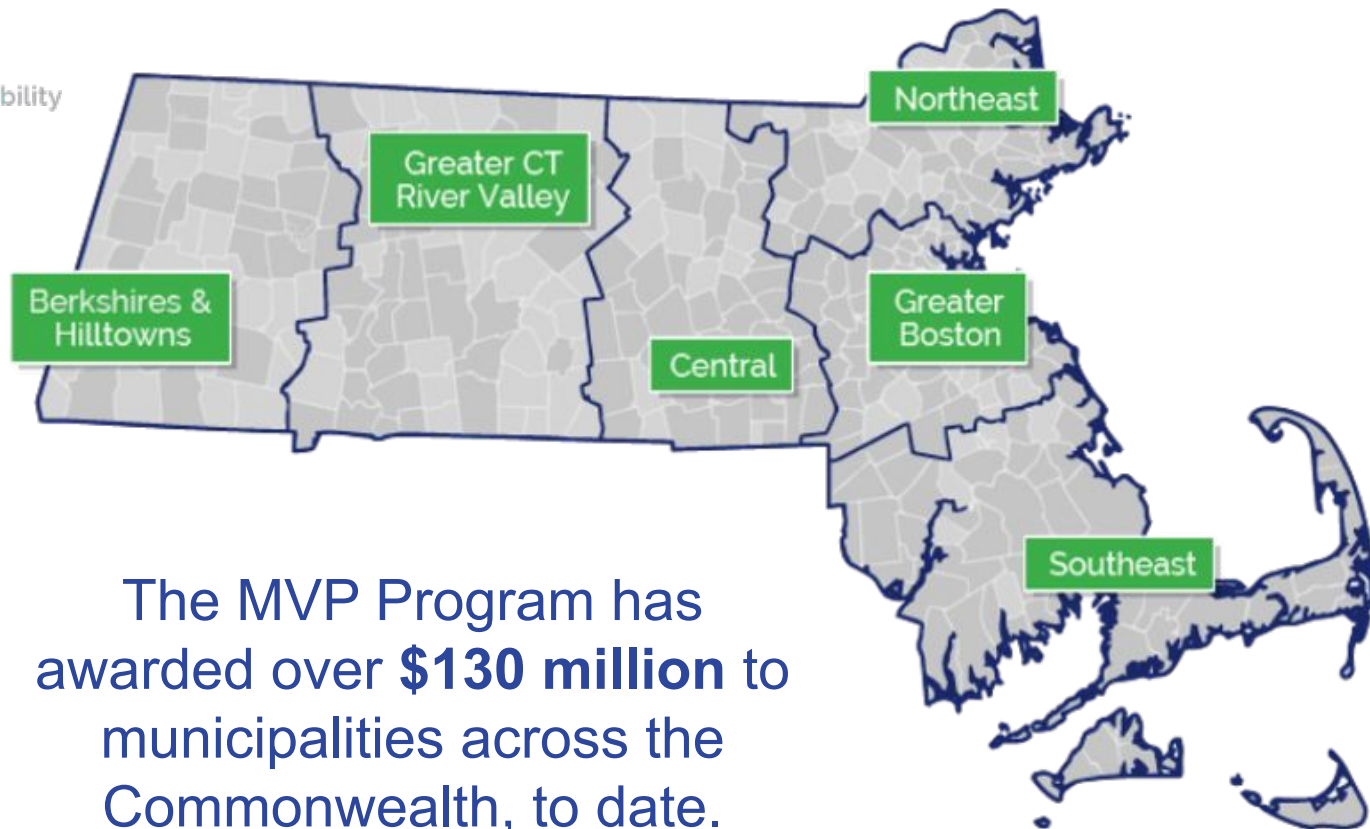 bility
Northeast
Greater CT
River Valley
Berkshires &
Hilltowns
Greater
Boston
Central
Southeast
The MVP Program has
awarded over $130 million to
municipalities across the
Commonwealth, to date.